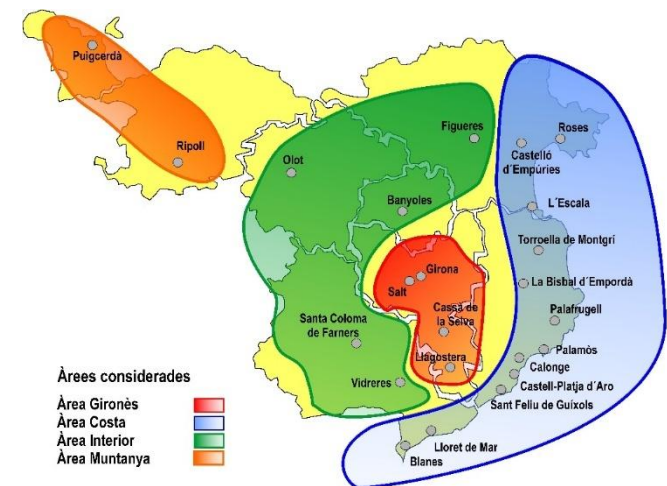 Puigcerdà
Ripoll
Olot
Figueres
Banyoles
Roses
Castelló
d´Empúries
L´Escala
Torroella de Montgrí
La Bisbal d´Empordà
Palafrugell
Palamòs
Calonge
Castell-Platja d´Aro
Sant Feliu de Guíxols
Lloret de Mar
Blanes
Girona
Salt
Cassà de
la Selva
Llagostera
Santa Coloma
de Farners
Vidreres
Àrees considerades
Àrea Gironès
Àrea Costa
Àrea Interior
Àrea Muntanya